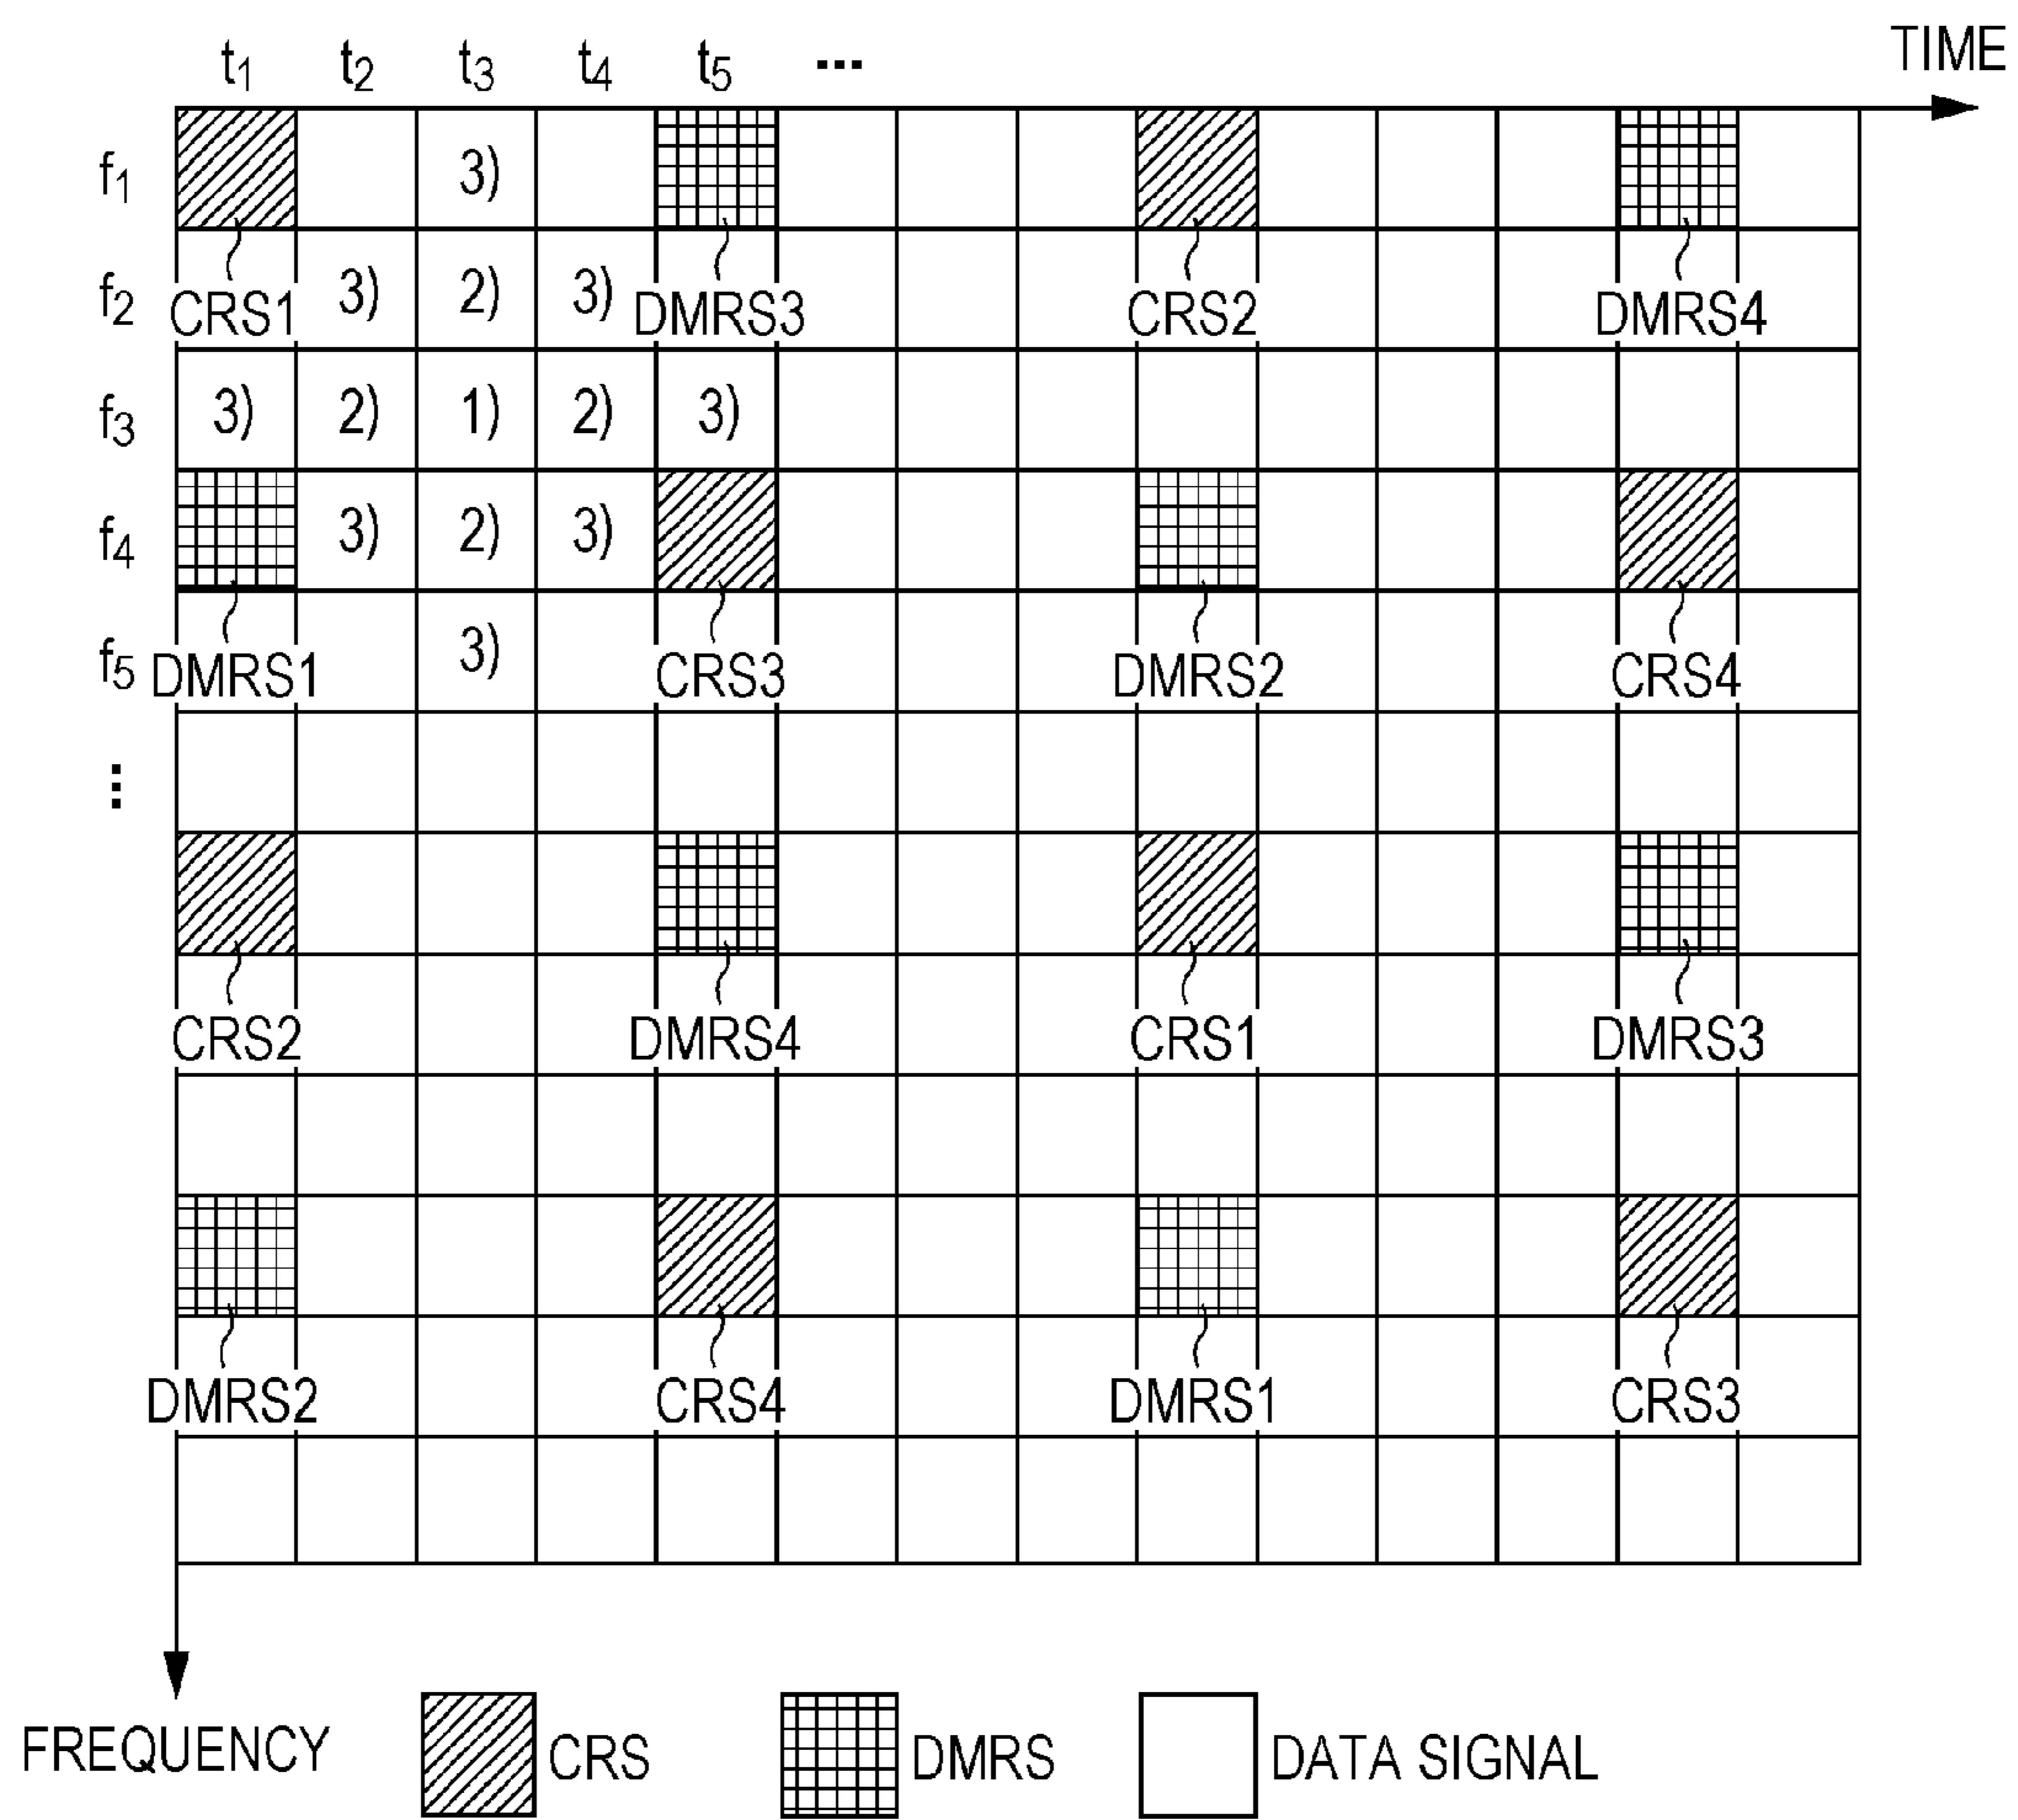 TIME
t1 t2 t3 t4 t5 ...
f1 3)
f2 CRS1 3) 2) 3) DMRS3 CRS2 DMRS4
f3 3) 2) 1) 2) 3)
f4 3) 2) 3)
f5 DMRS1 3) CRS3 DMRS2 CRS4
...
CRS2 DMRS4 CRS1 DMRS3
DMRS2 CRS4 DMRS1 CRS3
FREQUENCY CRS DMRS DATA SIGNAL